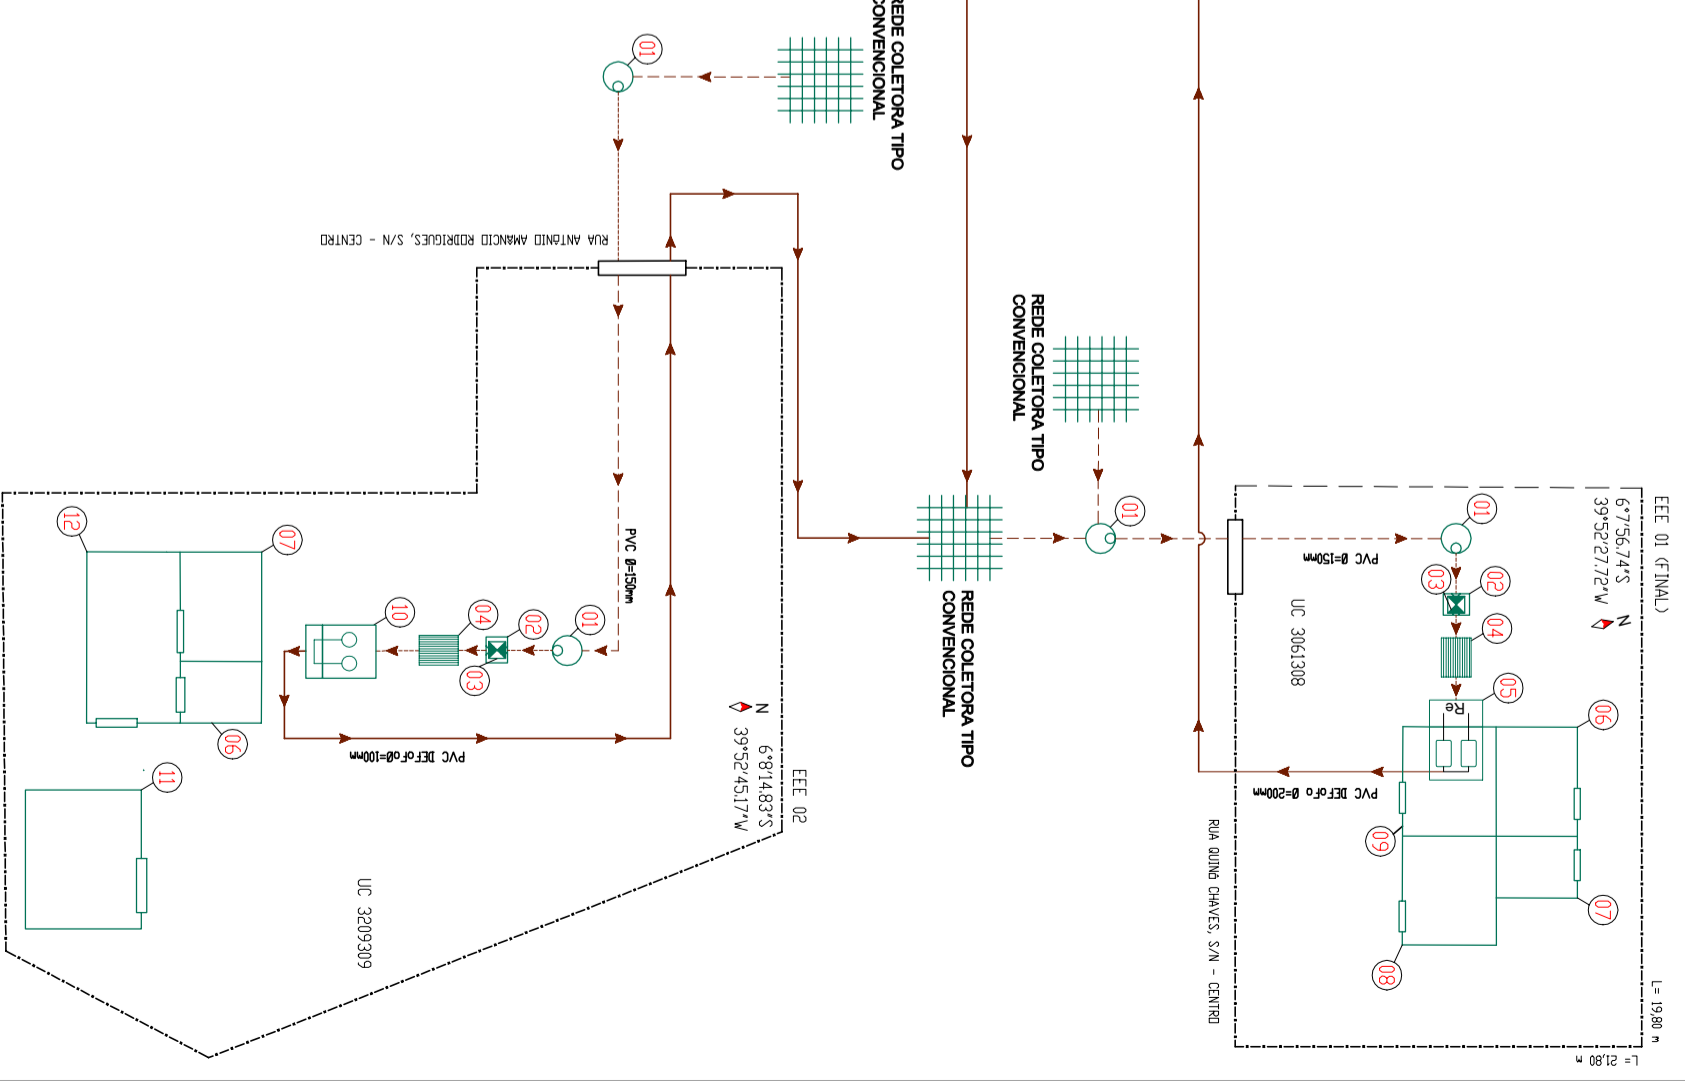 REDE COLETORA TIPO
CONVENCIONAL
01
RUA ANTÔNIO AMANCIO RODRIGUES, S/N - CENTRO
REDE COLETORA TIPO
CONVENCIONAL
01
REDE COLETORA TIPO
CONVENCIONAL
EEE 01 (FINAL)
6°7'56.74"S
39°52'27.72"W
N
L= 19,80 m
L= 21,80 m
01
PVC Ø=150mm
02
03
04
UC 3061308
05
Re
06
07
08
09
PVC DEFoFo Ø=200mm
RUA QUINÔ CHAVES, S/N - CENTRO
PVC Ø=150mm
01
02
03
04
10
PVC DEFoFoØ=100mm
12
07
06
11
N
EEE 02
6°8'14.83"S
39°52'45.17"W
UC 3209309